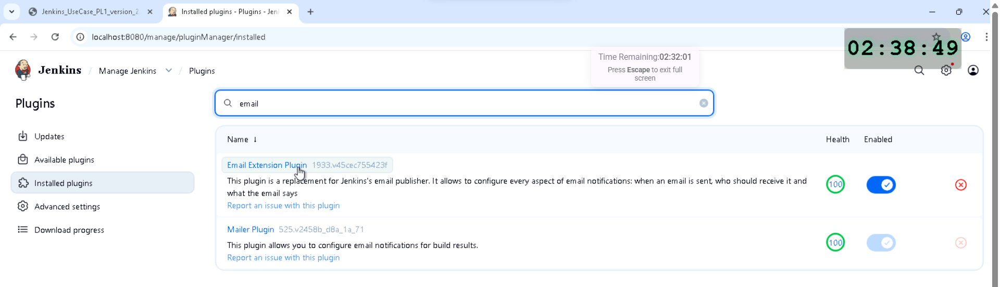 Jenkins_UseCase_PL1_version_2
Installed plugins - Plugins - Jen
localhost:8080/manage/pluginManager/installed
02:38:49
Time Remaining:02:32:01
Press Escape to exit full
screen
Jenkins / Manage Jenkins / Plugins
Plugins
email
Updates
Available plugins
Installed plugins
Advanced settings
Download progress
Name ↓ Health Enabled
Email Extension Plugin 1933.v45cec755423f
This plugin is a replacement for Jenkins's email publisher. It allows to configure every aspect of email notifications: when an email is sent, who should receive it and
what the email says
Report an issue with this plugin
100
Mailer Plugin 525.v2458b_d8a_1a_71
This plugin allows you to configure email notifications for build results.
Report an issue with this plugin
100